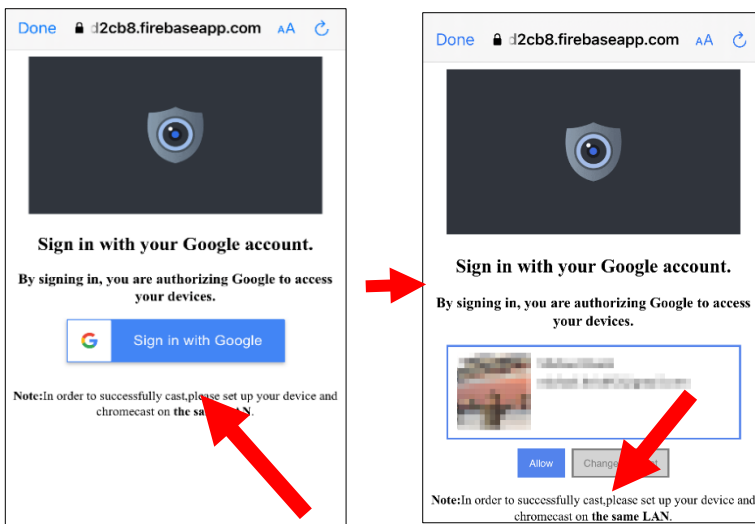 Done d2cb8.firebaseapp.com AA
Sign in with your Google account.
By signing in, you are authorizing Google to access
your devices.
G Sign in with Google
Note:In order to successfully cast,please set up your device and
chromecast on the same LAN.
Done d2cb8.firebaseapp.com AA
Sign in with your Google account.
By signing in, you are authorizing Google to access
your devices.
Allow Change
Note:In order to successfully cast,please set up your device and
chromecast on the same LAN.